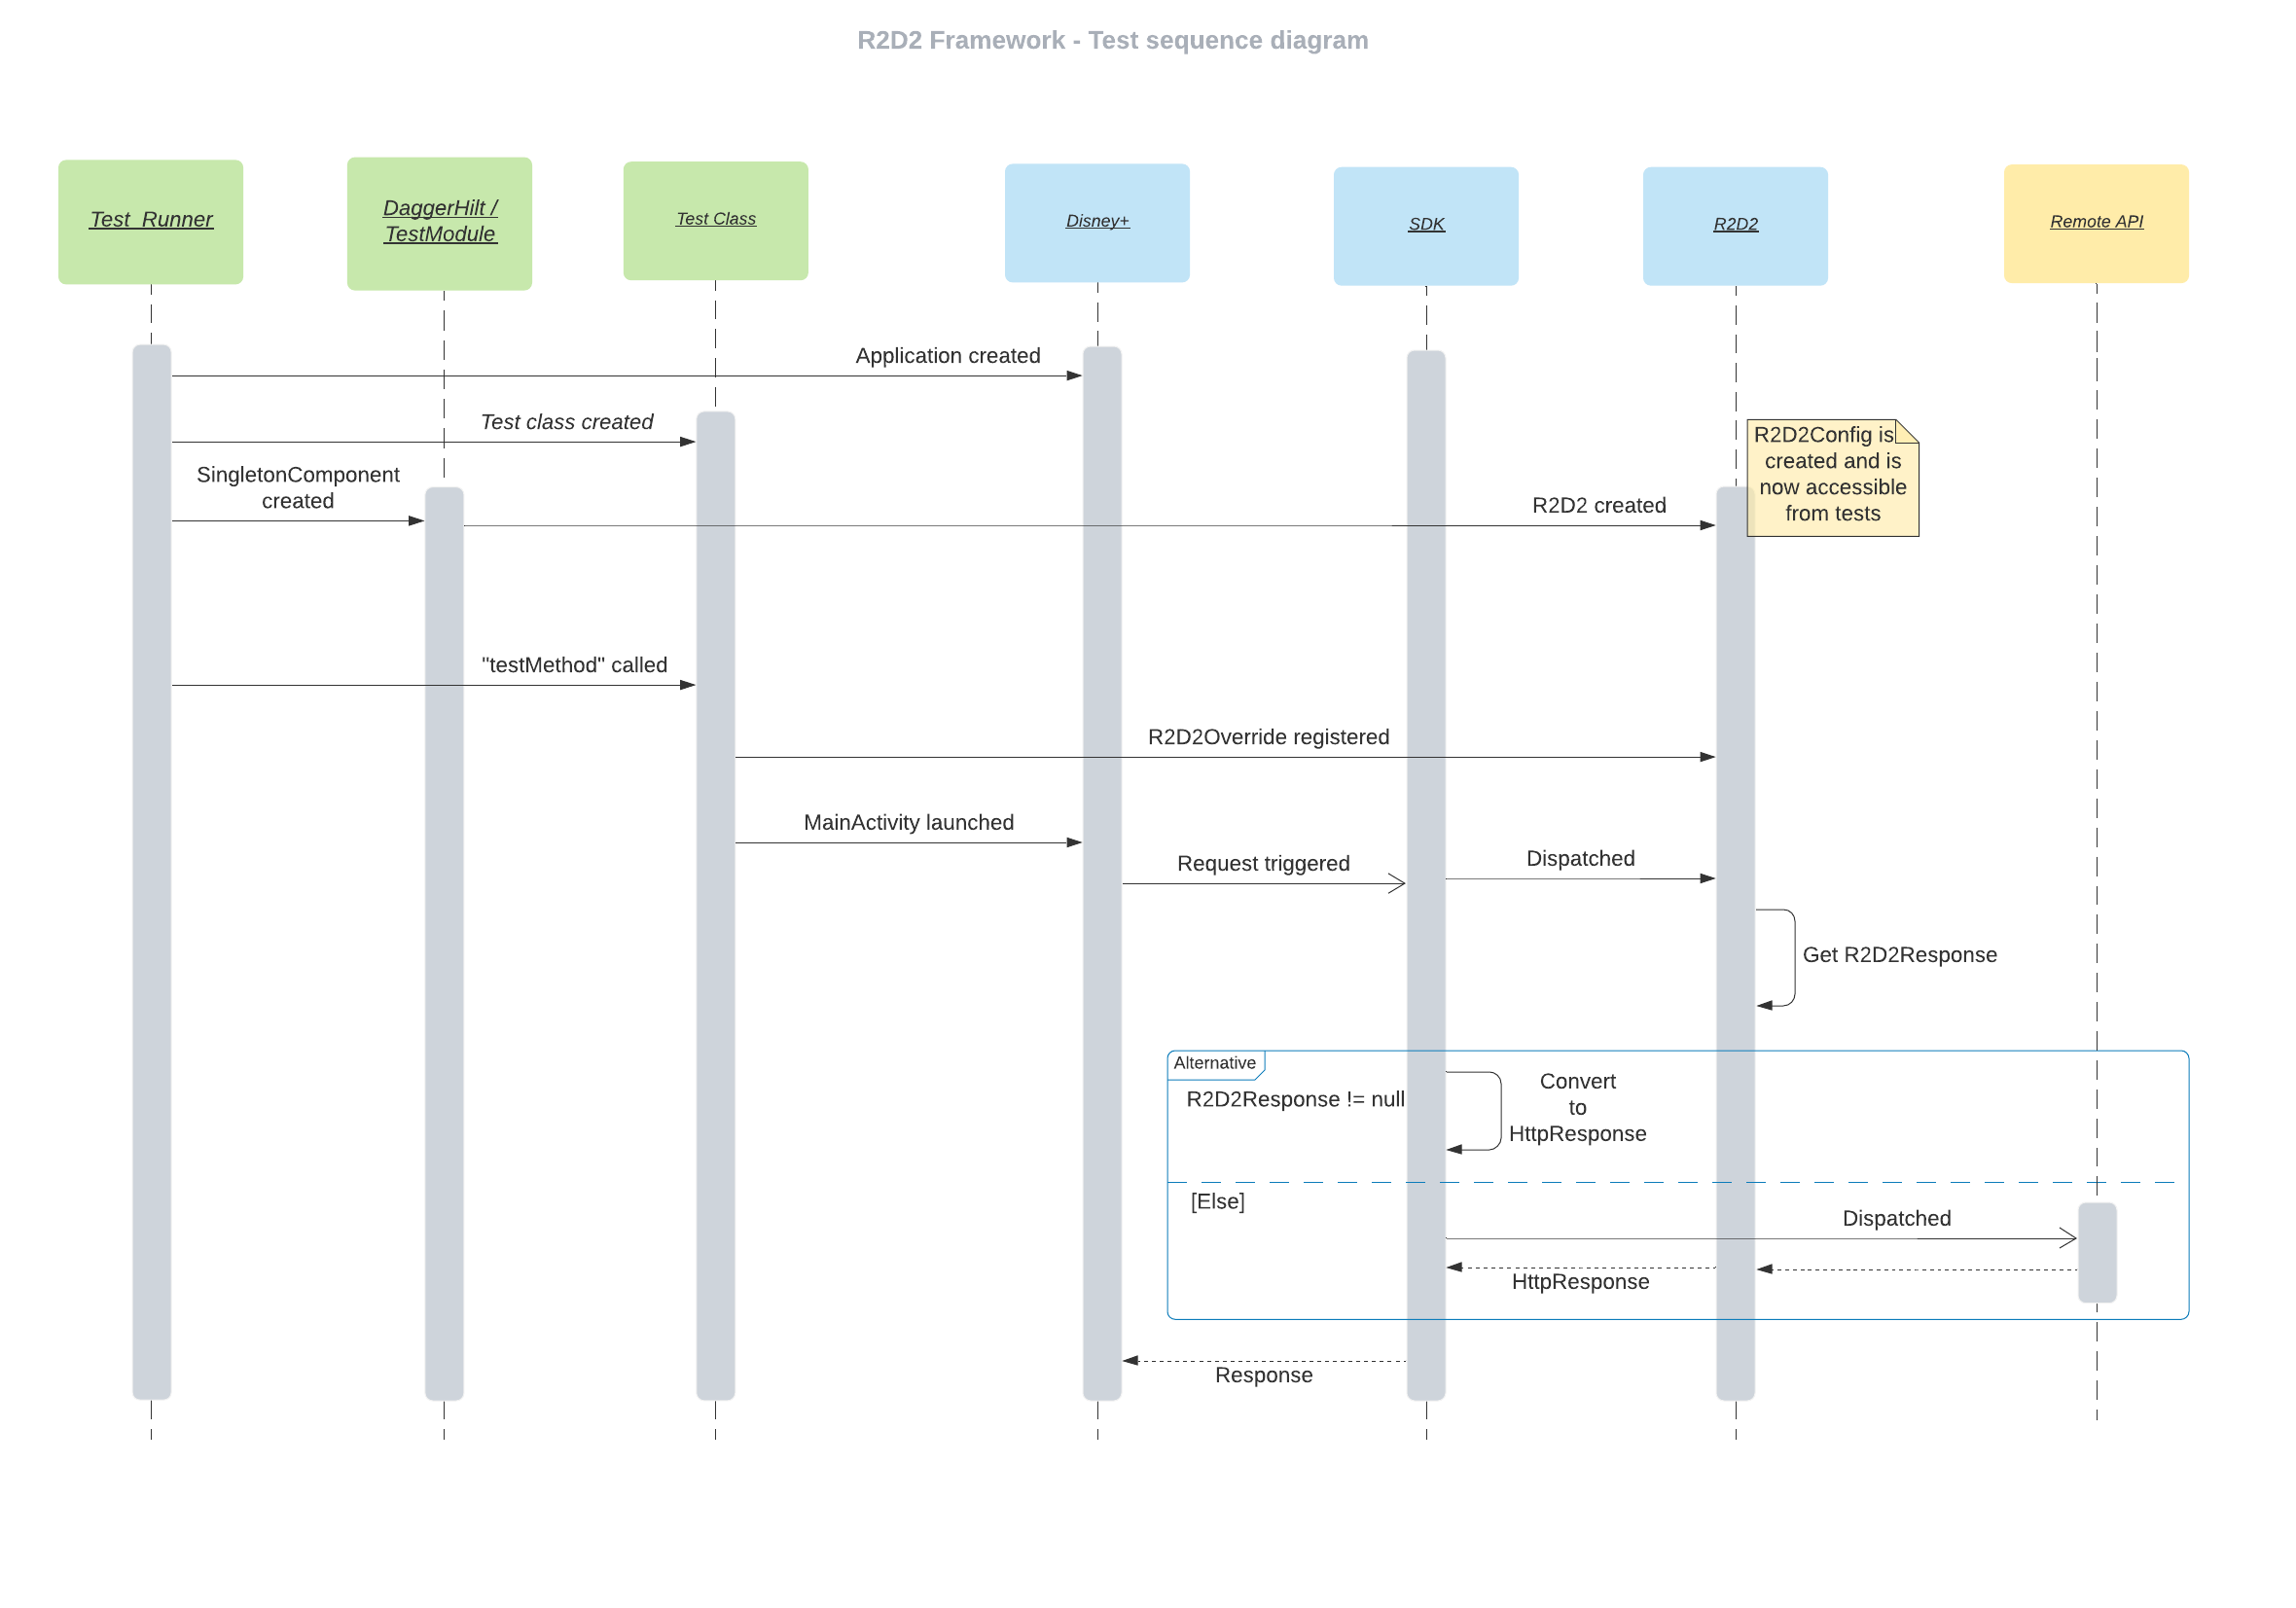 R2D2 Framework - Test sequence diagram
Test Runner
DaggerHilt /
TestModule
Test Class
Disney+
SDK
R2D2
Remote API
Application created
Test class created
SingletonComponent
created
R2D2 created
R2D2Config is
created and is
now accessible
from tests
"testMethod" called
R2D2Override registered
MainActivity launched
Request triggered
Dispatched
Get R2D2Response
Alternative
R2D2Response != null
Convert
to
HttpResponse
[Else]
Dispatched
HttpResponse
Response